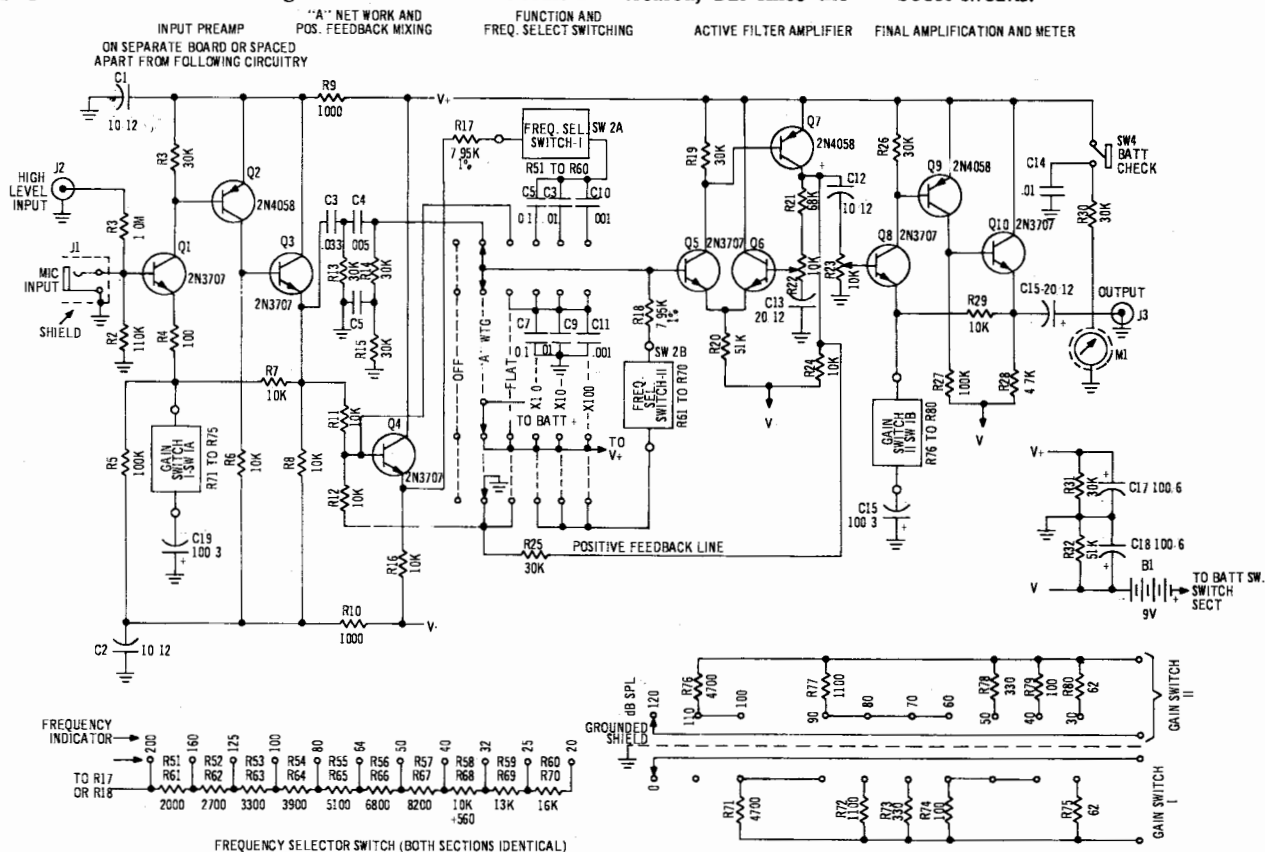 "A" NET WORK AND
POS. FEEDBACK MIXING
FUNCTION AND
FREQ. SELECT SWITCHING
INPUT PREAMP
ON SEPARATE BOARD OR SPACED
APART FROM FOLLOWING CIRCUITRY
ACTIVE FILTER AMPLIFIER
FINAL AMPLIFICATION AND METER
C1
10 12
R9
1000
V+
R17
7.95K
1%
FREQ. SEL.
SWITCH-I
SW 2A
R51 TO R60
C5
0 1
C3
.01
C10
.001
R3
30K
Q2
2N4058
J2
HIGH
LEVEL
INPUT
R3
1 0M
J1
MIC
INPUT
SHIELD
Q1
2N3707
R2
110K
R4
100
Q3
2N3707
C3
.033
C4
.005
R13
30K
R14
30K
C5
R15
30K
R7
10K
R5
100K
GAIN
SWITCH
I-SW 1A
R71 TO R75
C19
100 3
R6
10K
R8
10K
R11
10K
R12
10K
Q4
2N3707
R16
10K
R10
1000
V-
C2
10 12
OFF
'A' WTG
FLAT
X1 0
X10
X100
TO BATT +
TO
V+
C7
0 1
C9
.01
C11
.001
R18
7 95K
1%
SW 2B
FREQ.
SEL.
SWITCH-II
R61 TO R70
R25
30K
POSITIVE FEEDBACK LINE
R19
30K
Q5
2N3707
Q6
R20
51K
V
Q7
2N4058
R21
68K
C12
10 12
R22
10K
R23
10K
C13
20 12
R24
10K
R26
30K
Q8
2N3707
Q9
2N4058
Q10
2N3707
C14
.01
SW4
BATT
CHECK
R30
30K
R29
10K
C15-20 12
OUTPUT
J3
M1
R27
100K
R28
4 7K
V
GAIN
SWITCH
II SW 1B
R76 TO R80
C15
100 3
V+
R31
30K
C17 100.6
R32
51K
C18 100.6
V
B1
9V
TO BATT SW.
SWITCH
SECT
FREQUENCY
INDICATOR
200
160
125
100
80
64
50
40
32
25
20
R51
R52
R53
R54
R55
R56
R57
R58
R59
R60
TO R17
OR R18
R61
R62
R63
R64
R65
R66
R67
R68
R69
R70
2000
2700
3300
3900
5100
6800
8200
10K
+560
13K
16K
FREQUENCY SELECTOR SWITCH (BOTH SECTIONS IDENTICAL)
dB SPL
120
110
100
90
80
70
60
50
40
30
R76
4700
R77
1100
R78
330
R79
100
R80
62
GAIN SWITCH
II
GROUNDED
SHIELD
0
R71
4700
R72
1100
R73
330
R74
100
R75
62
GAIN SWITCH
I